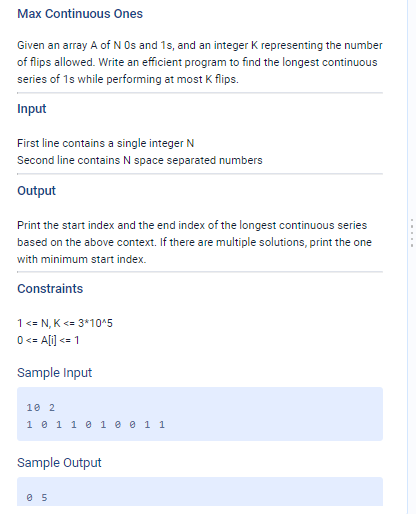 Max Continuous Ones
Given an array A of N 0s and 1s, and an integer K representing the number
of flips allowed. Write an efficient program to find the longest continuous
series of 1s while performing at most K flips.
Input
First line contains a single integer N
Second line contains N space separated numbers
Output
Print the start index and the end index of the longest continuous series
based on the above context. If there are multiple solutions, print the one
with minimum start index.
Constraints
1 <= N, K <= 3*10^5
0 <= A[i] <= 1
Sample Input
10 2
1 0 1 1 0 1 0 0 1 1
Sample Output
0 5